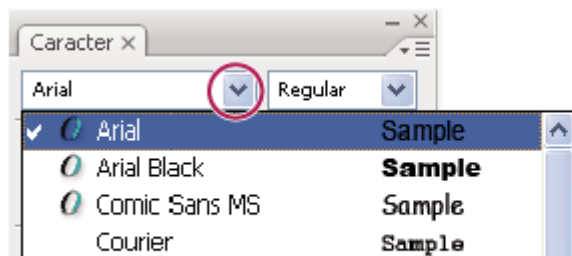 Caracter
Arial Regular
Arial Sample
Arial Black Sample
Comic Sans MS Sample
Courier Sample